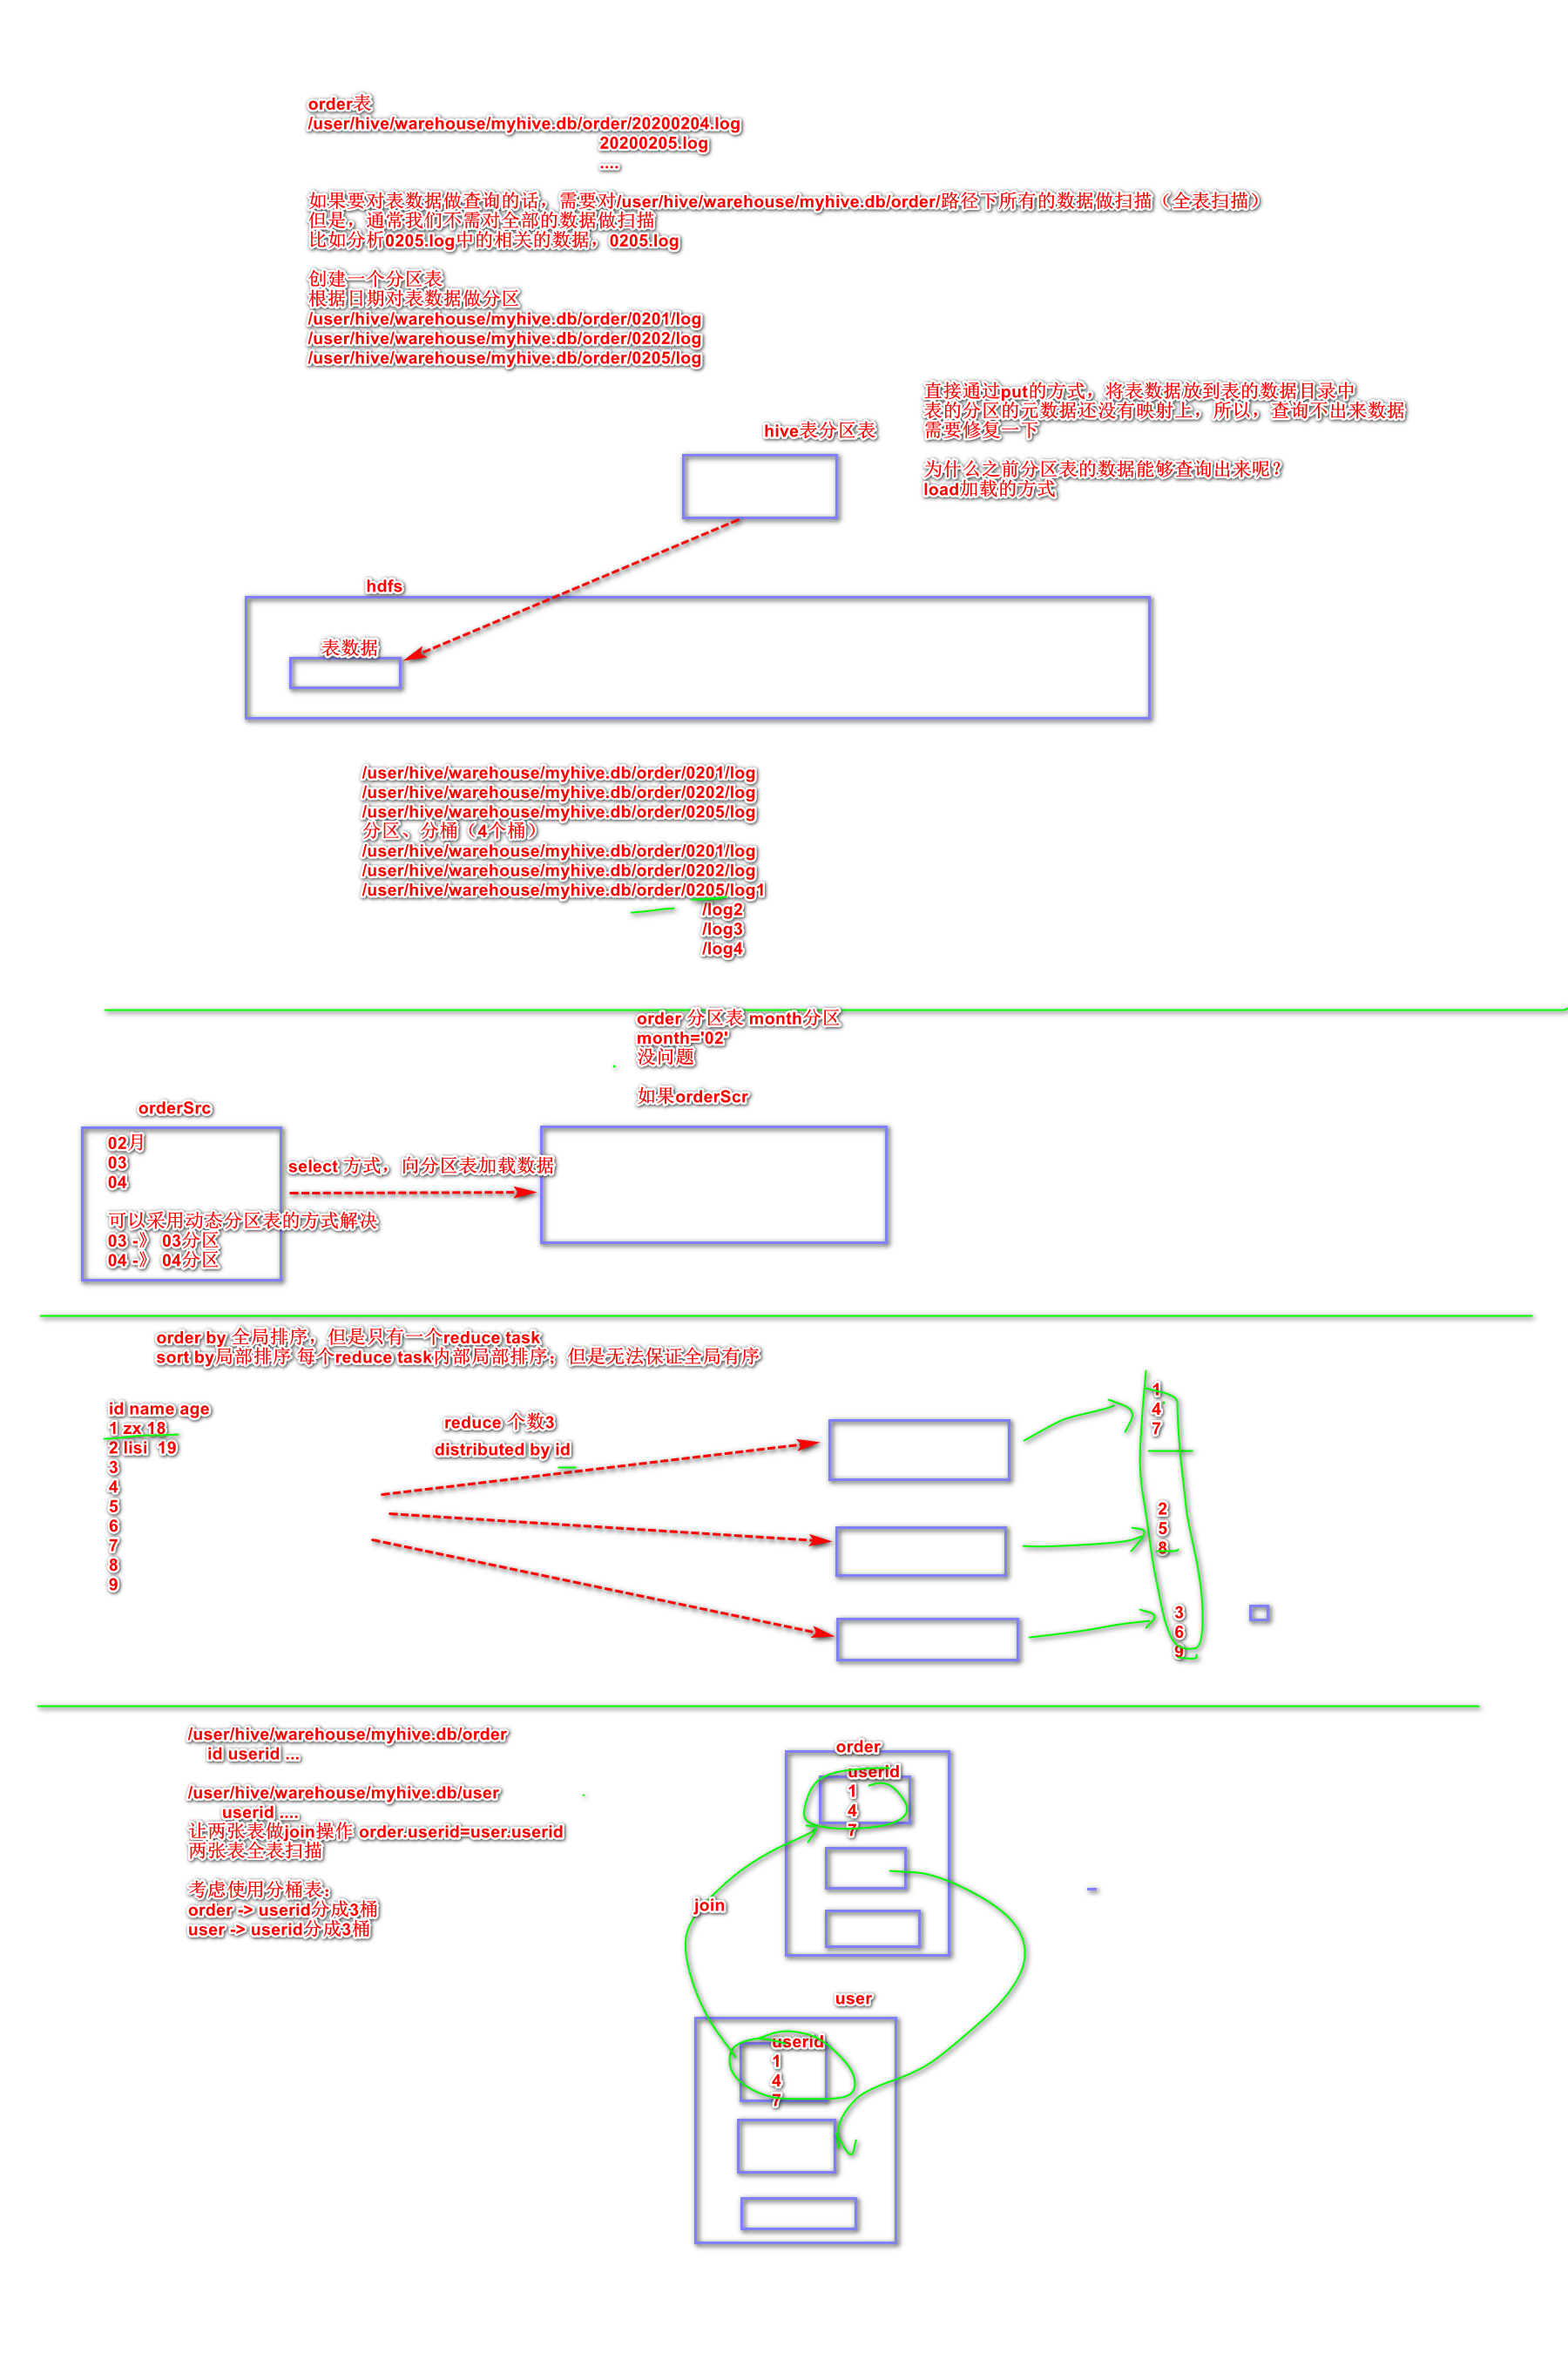 order表
/user/hive/warehouse/myhive.db/order/20200204.log
20200205.log
....
如果要对表数据做查询的话，需要对/user/hive/warehouse/myhive.db/order/路径下所有的数据做扫描（全表扫描）
但是，通常我们不需对全部的数据做扫描
比如分析0205.log中的相关的数据，0205.log
创建一个分区表
根据日期对表数据做分区
/user/hive/warehouse/myhive.db/order/0201/log
/user/hive/warehouse/myhive.db/order/0202/log
/user/hive/warehouse/myhive.db/order/0205/log
直接通过put的方式，将表数据放到表的数据目录中
表的分区的元数据还没有映射上，所以，查询不出来数据
需要修复一下
为什么之前分区表的数据能够查询出来呢？
load加载的方式
hive表分区表
hdfs
表数据
/user/hive/warehouse/myhive.db/order/0201/log
/user/hive/warehouse/myhive.db/order/0202/log
/user/hive/warehouse/myhive.db/order/0205/log
分区、分桶（4个桶）
/user/hive/warehouse/myhive.db/order/0201/log
/user/hive/warehouse/myhive.db/order/0202/log
/user/hive/warehouse/myhive.db/order/0205/log1
/log2
/log3
/log4
order 分区表 month分区
month='02'
没问题
如果orderScr
orderSrc
02月
03
04
可以采用动态分区表的方式解决
03 -》 03分区
04 -》 04分区
select 方式，向分区表加载数据
order by 全局排序，但是只有一个reduce task
sort by局部排序 每个reduce task内部局部排序；但是无法保证全局有序
id name age
1 zx 18
2 lisi 19
3
4
5
6
7
8
9
reduce 个数3
distributed by id
1
4
7
2
5
8
3
6
9
/user/hive/warehouse/myhive.db/order
id userid ...
/user/hive/warehouse/myhive.db/user
userid ....
让两张表做join操作 order.userid=user.userid
两张表全表扫描
考虑使用分桶表：
order -> userid分成3桶
user -> userid分成3桶
order
userid
1
4
7
join
user
userid
1
4
7